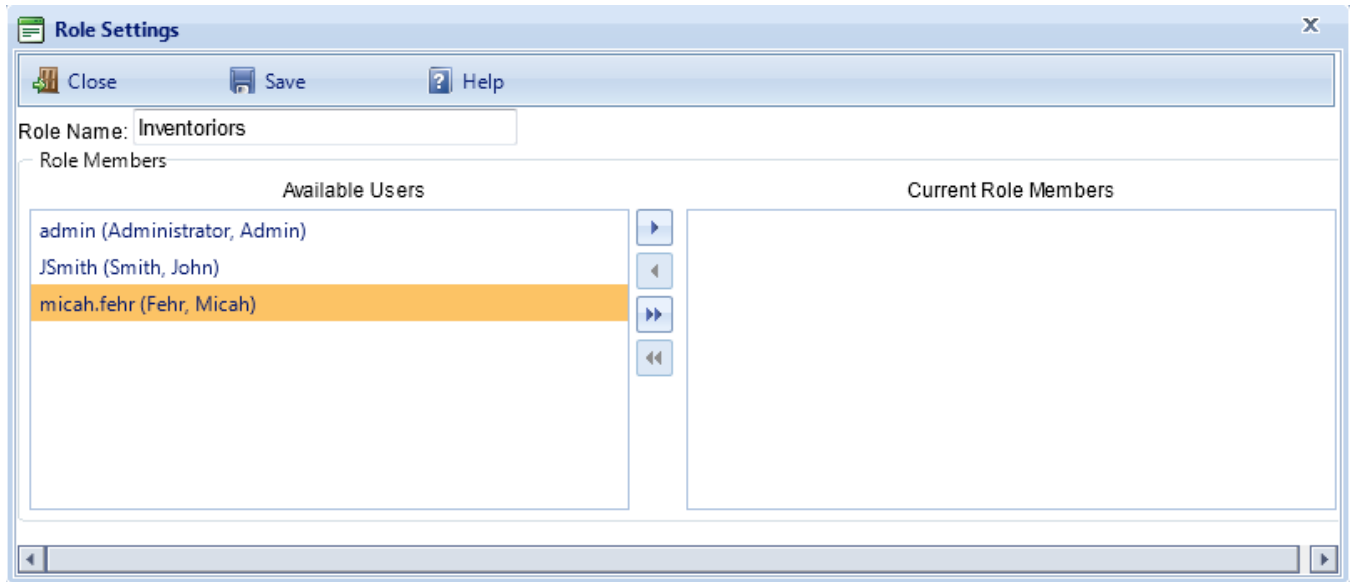 Role Settings
Close Save Help
Role Name: Inventoriors
Role Members
Available Users Current Role Members
admin (Administrator, Admin)
JSmith (Smith, John)
micah.fehr (Fehr, Micah)